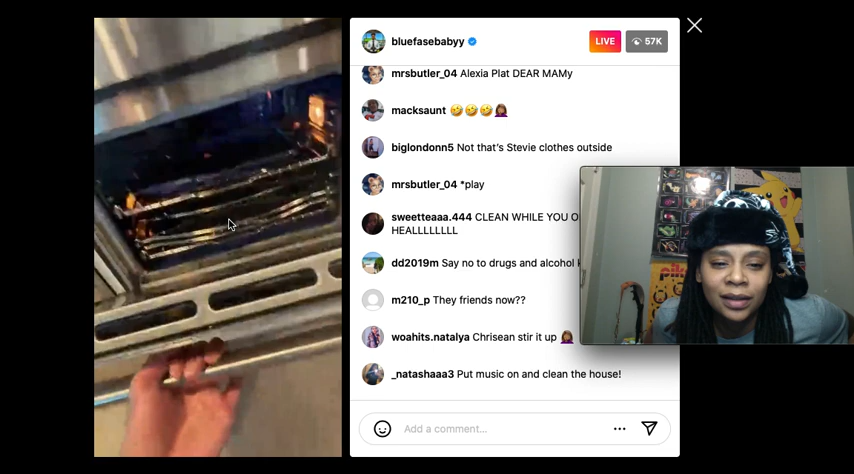 bluefasebabyy
LIVE
57K
mrsbutler_04 Alexia Plat DEAR MAMy
macksaunt 🤣🤣🤣🤦🏽‍♀️
biglondonn5 Not that's Stevie clothes outside
mrsbutler_04 *play
sweetteaaa.444 CLEAN WHILE YOU O
HEALLLLLLLL
dd2019m Say no to drugs and alcohol
m210_p They friends now??
woahits.natalya Chrisean stir it up 🤦🏽‍♀️
_natashaaa3 Put music on and clean the house!
Add a comment...